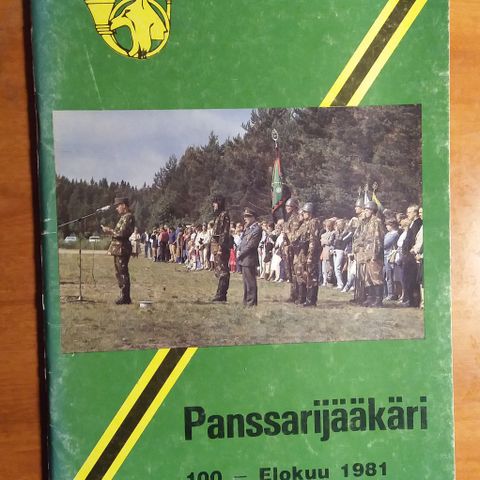 Panssarijääkäri
100 – Elokuu 1981